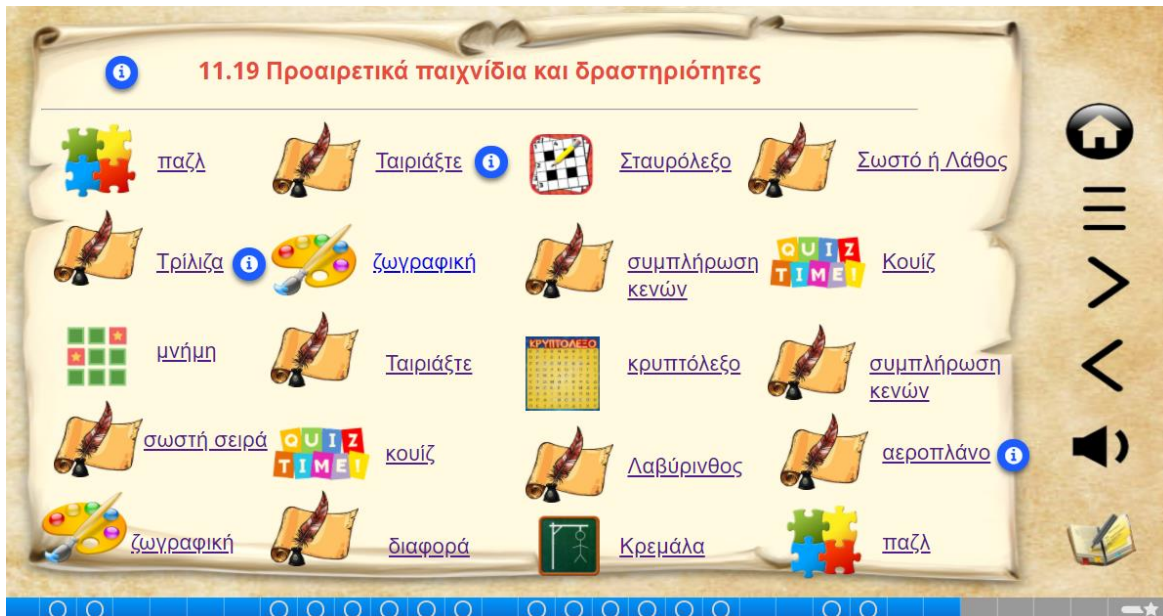 11.19 Προαιρετικά παιχνίδια και δραστηριότητες
παζλ
Ταιριάξτε
Σταυρόλεξο
Σωστό ή Λάθος
Τρίλιζα
ζωγραφική
συμπλήρωση
κενών
QUIZ
TIME!
Κουίζ
μνήμη
Ταιριάξτε
ΚΡΥΠΤΟΛΕΞΟ
κρυπτόλεξο
συμπλήρωση
κενών
σωστή σειρά
QUIZ
TIME!
κουίζ
Λαβύρινθος
αεροπλάνο
ζωγραφική
διαφορά
Κρεμάλα
παζλ